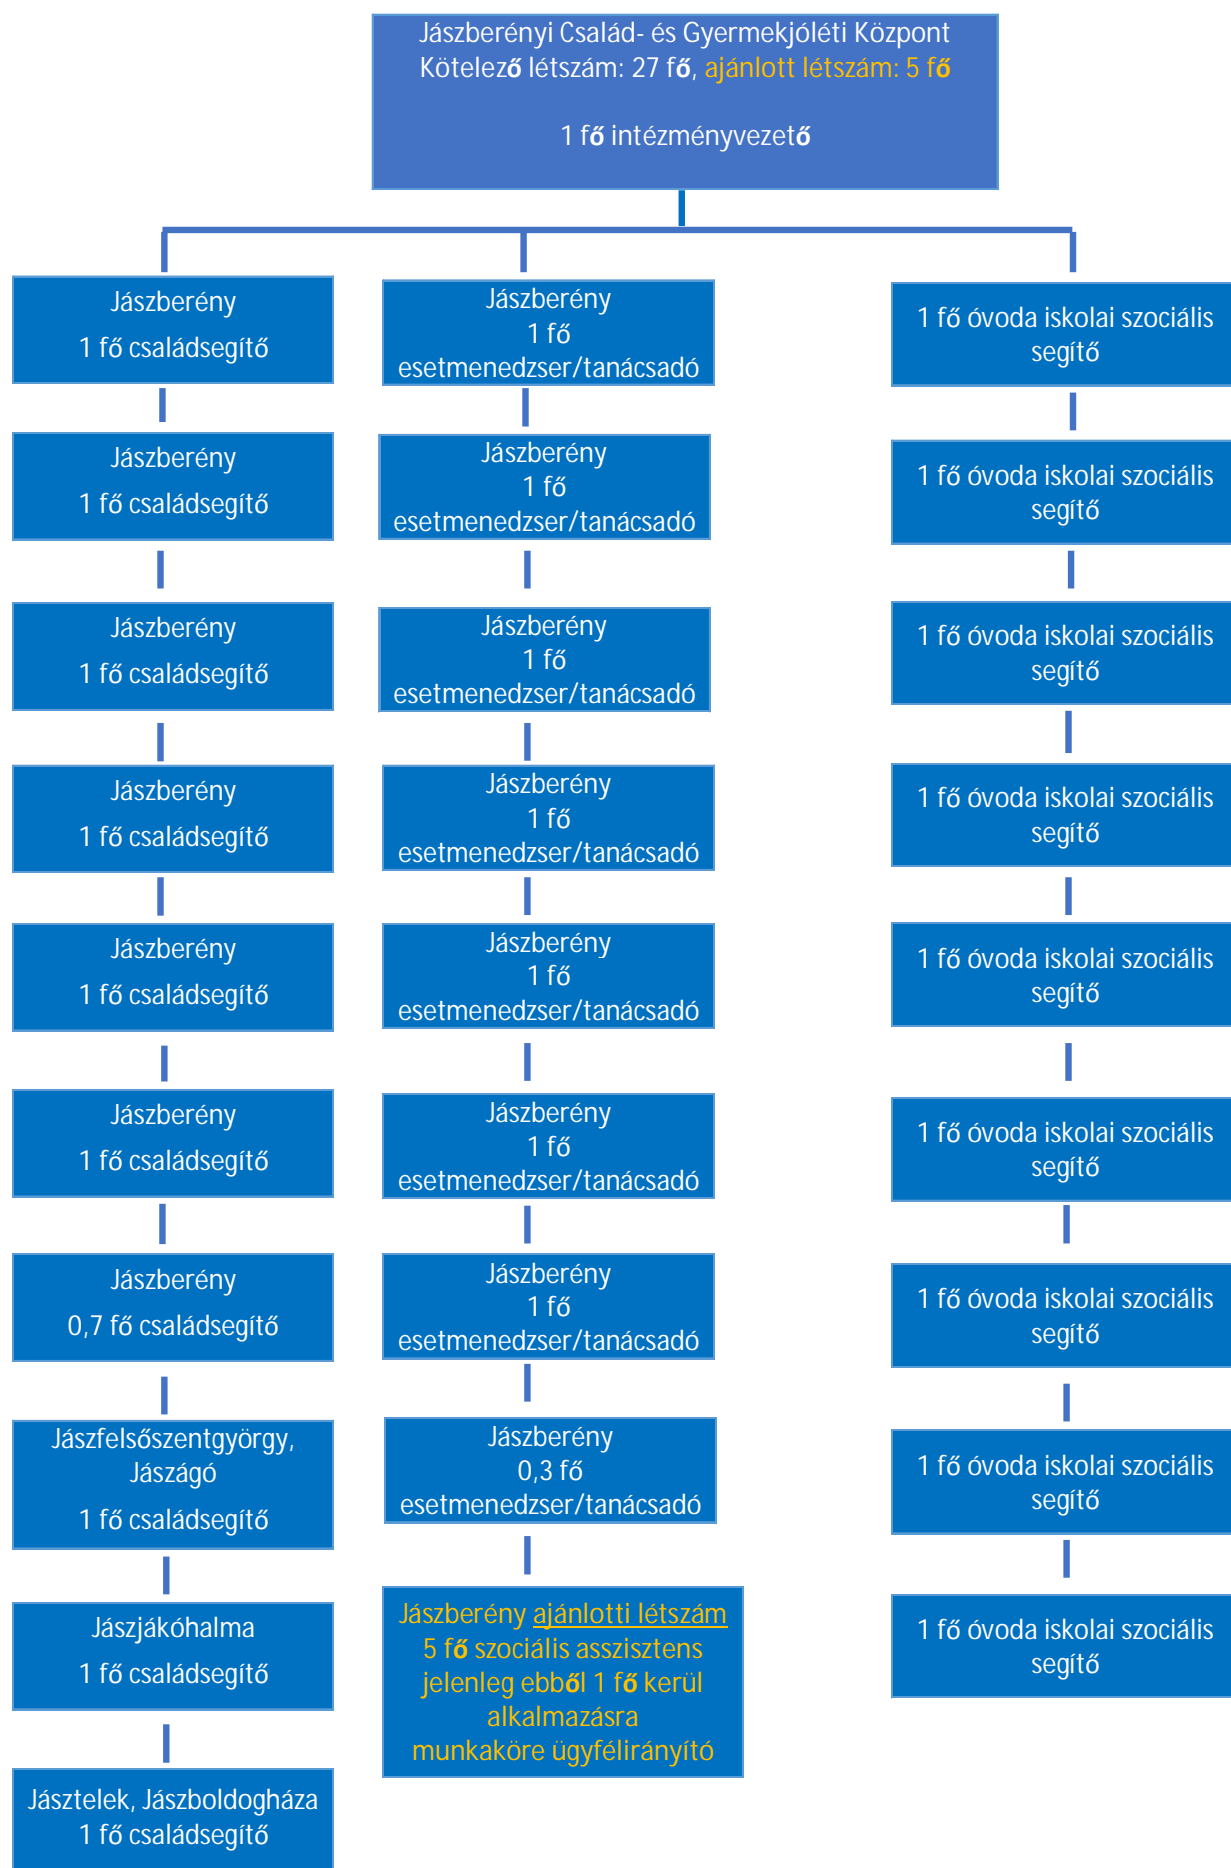 Jászberényi Család- és Gyermekjóléti Központ
Kötelező létszám: 27 fő, ajánlott létszám: 5 fő
1 fő intézményvezető
Jászberény
1 fő családsegítő
Jászberény
1 fő családsegítő
Jászberény
1 fő családsegítő
Jászberény
1 fő családsegítő
Jászberény
1 fő családsegítő
Jászberény
1 fő családsegítő
Jászberény
0,7 fő családsegítő
Jászfelsőszentgyörgy,
Jászágó
1 fő családsegítő
Jászjákóhalma
1 fő családsegítő
Jásztelek, Jászboldogháza
1 fő családsegítő
Jászberény
1 fő
esetmenedzser/tanácsadó
Jászberény
1 fő
esetmenedzser/tanácsadó
Jászberény
1 fő
esetmenedzser/tanácsadó
Jászberény
1 fő
esetmenedzser/tanácsadó
Jászberény
1 fő
esetmenedzser/tanácsadó
Jászberény
1 fő
esetmenedzser/tanácsadó
Jászberény
1 fő
esetmenedzser/tanácsadó
Jászberény
0,3 fő
esetmenedzser/tanácsadó
Jászberény ajánlotti létszám
5 fő szociális asszisztens
jelenleg ebből 1 fő kerül
alkalmazásra
munkaköre ügyfélirányító
1 fő óvoda iskolai szociális
segítő
1 fő óvoda iskolai szociális
segítő
1 fő óvoda iskolai szociális
segítő
1 fő óvoda iskolai szociális
segítő
1 fő óvoda iskolai szociális
segítő
1 fő óvoda iskolai szociális
segítő
1 fő óvoda iskolai szociális
segítő
1 fő óvoda iskolai szociális
segítő
1 fő óvoda iskolai szociális
segítő